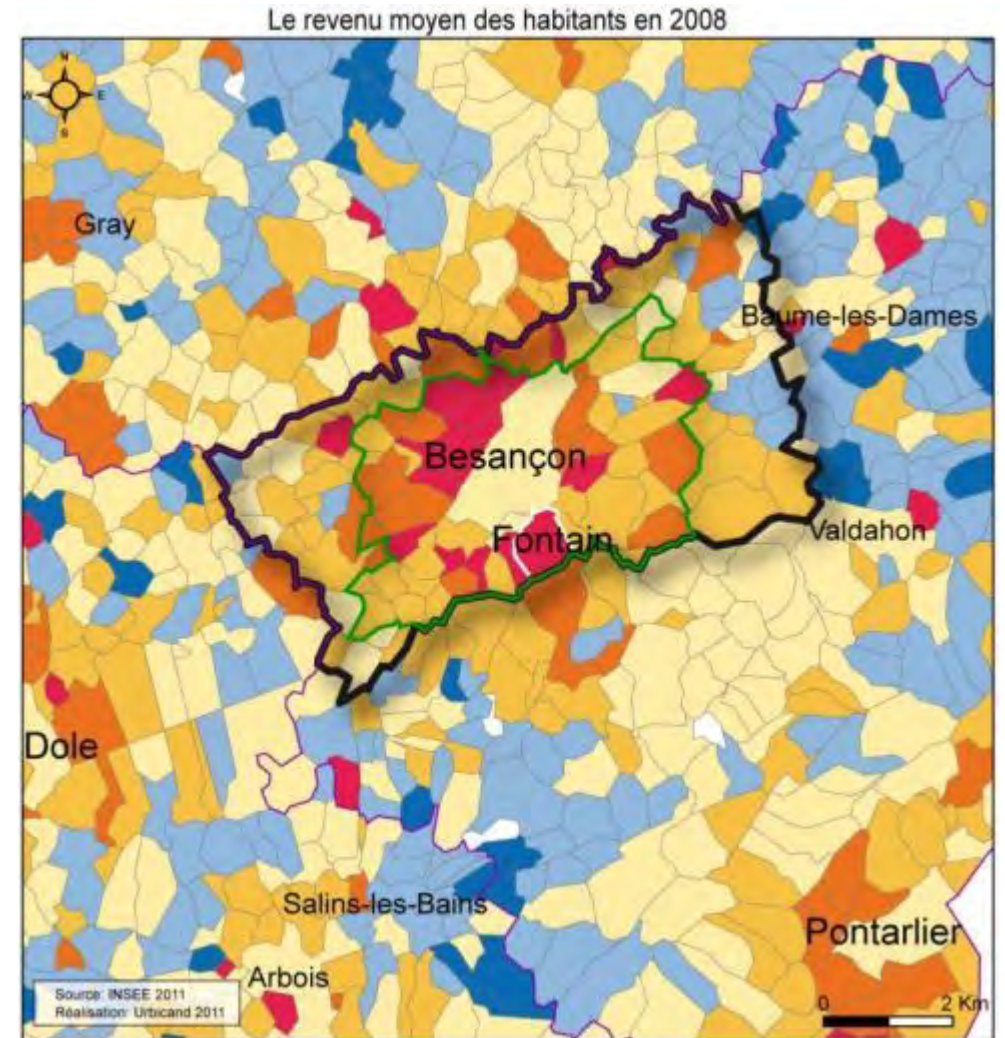 Le revenu moyen des habitants en 2008
N
W E
S
Gray
Baume-les-Dames
Besançon
Fontain
Valdahon
Dole
Salins-les-Bains
Pontarlier
Arbois
Source: INSEE 2011
Réalisation: Urbicand 2011
0 2 Km